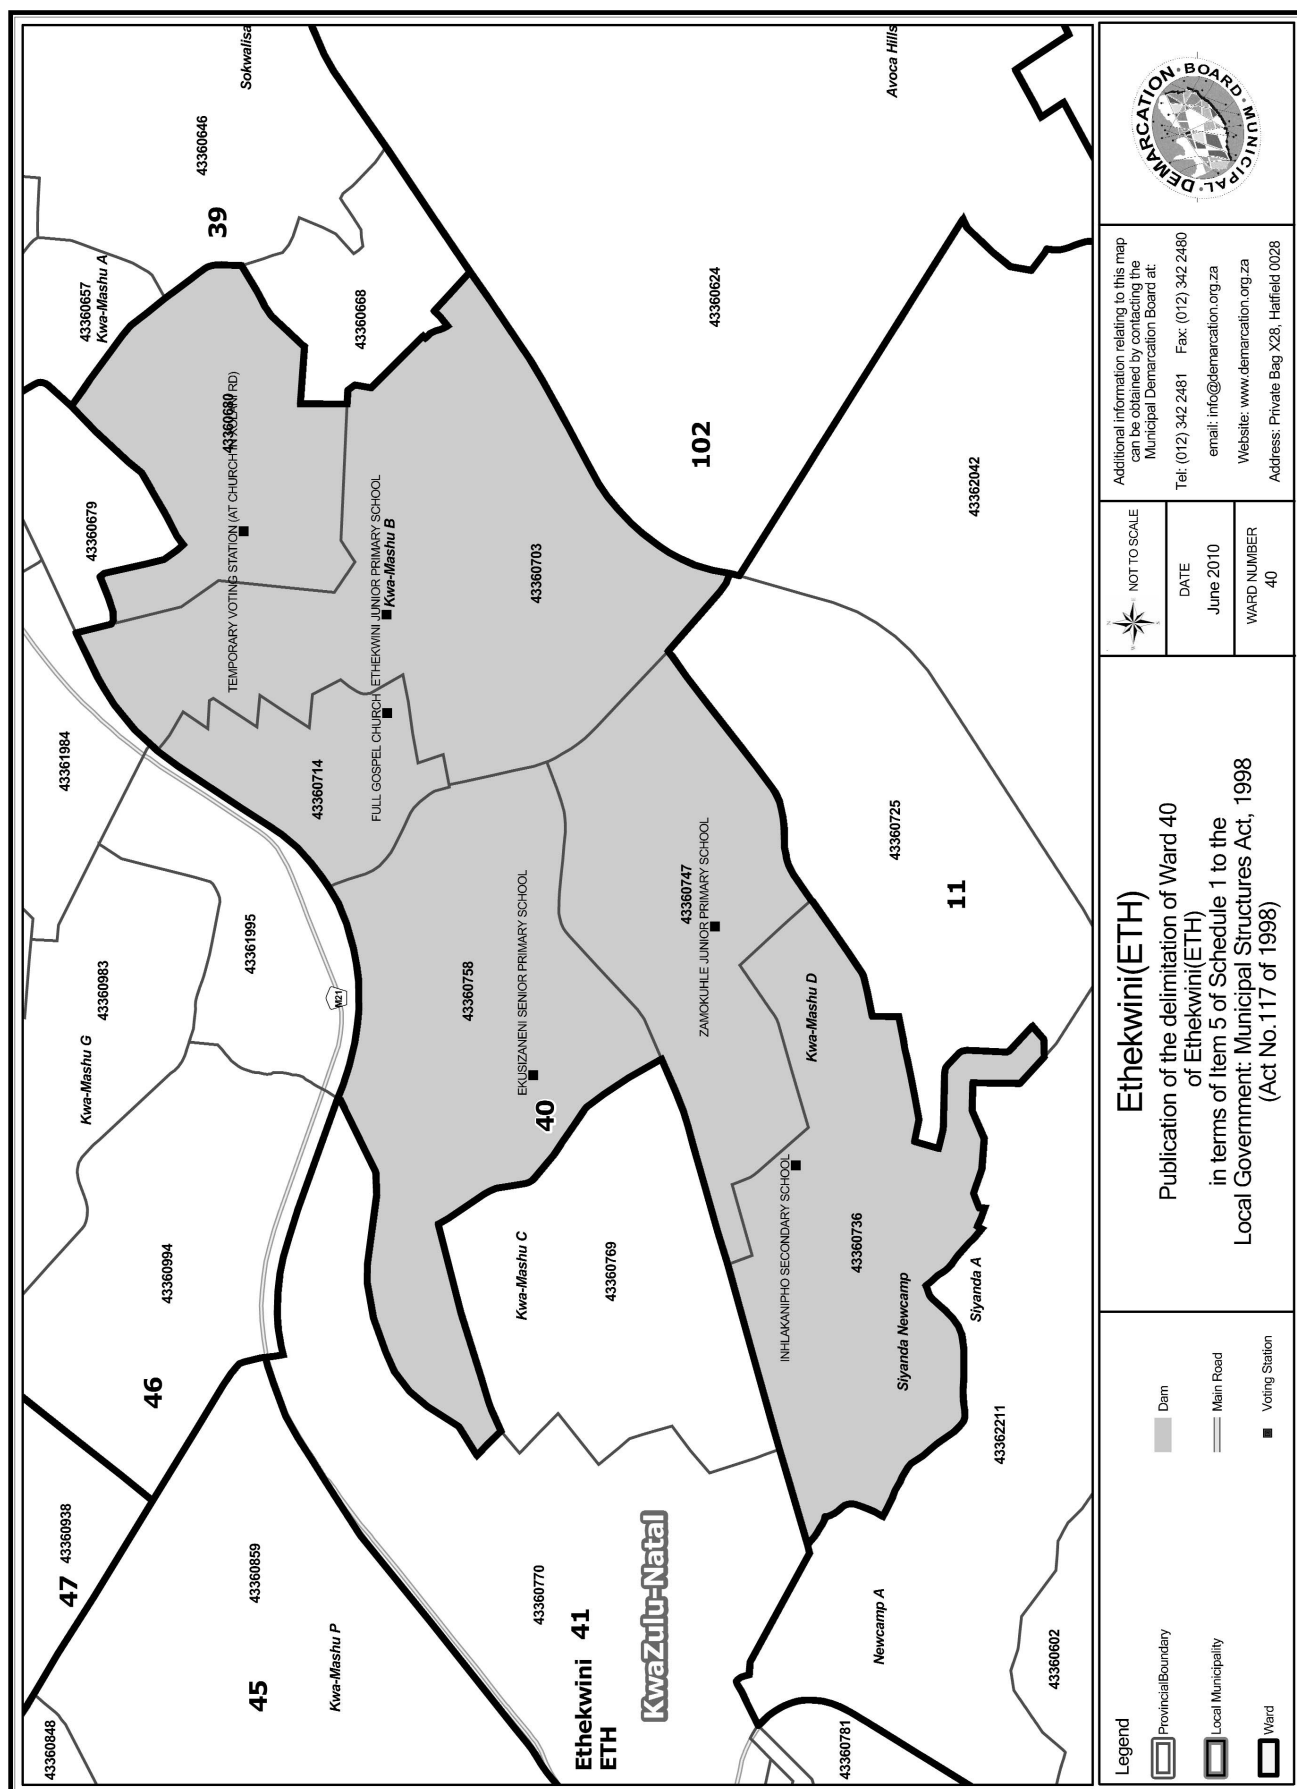 43360848
47 43360938
46
43360994
Kwa-Mashu G
43360983
43361984
43360679
43360657
Kwa-Mashu A
43360646
Sokwalisa
39
45
43360859
Kwa-Mashu P
43361995
M21
43360714
TEMPORARY VOTING STATION (AT CHURCH IN XOLANI RD)
43360680
43360668
FULL GOSPEL CHURCH
ETHEKWINI JUNIOR PRIMARY SCHOOL
Kwa-Mashu B
43360758
EKUSIZANENI SENIOR PRIMARY SCHOOL
40
43360703
Kwa-Mashu C
43360769
43360770
Ethekwini 41
ETH
KwaZulu-Natal
43360747
ZAMOKUHLE JUNIOR PRIMARY SCHOOL
102
43360624
INHLAKANIPHO SECONDARY SCHOOL
Kwa-Mashu D
43360736
Siyanda Newcamp
Siyanda A
43360725
11
43362042
Avoca Hills
43360781
Newcamp A
43362211
43360602
Legend
ProvincialBoundary
Local Municipality
Ward
Dam
Main Road
Voting Station
Ethekwini(ETH)
Publication of the delimitation of Ward 40
of Ethekwini(ETH)
in terms of Item 5 of Schedule 1 to the
Local Government: Municipal Structures Act, 1998
(Act No.117 of 1998)
NOT TO SCALE
DATE
June 2010
WARD NUMBER
40
Additional information relating to this map
can be obtained by contacting the
Municipal Demarcation Board at:
Tel: (012) 342 2481 Fax: (012) 342 2480
email: info@demarcation.org.za
Website: www.demarcation.org.za
Address: Private Bag X28, Hatfield 0028
MUNICIPAL DEMARCATION BOARD